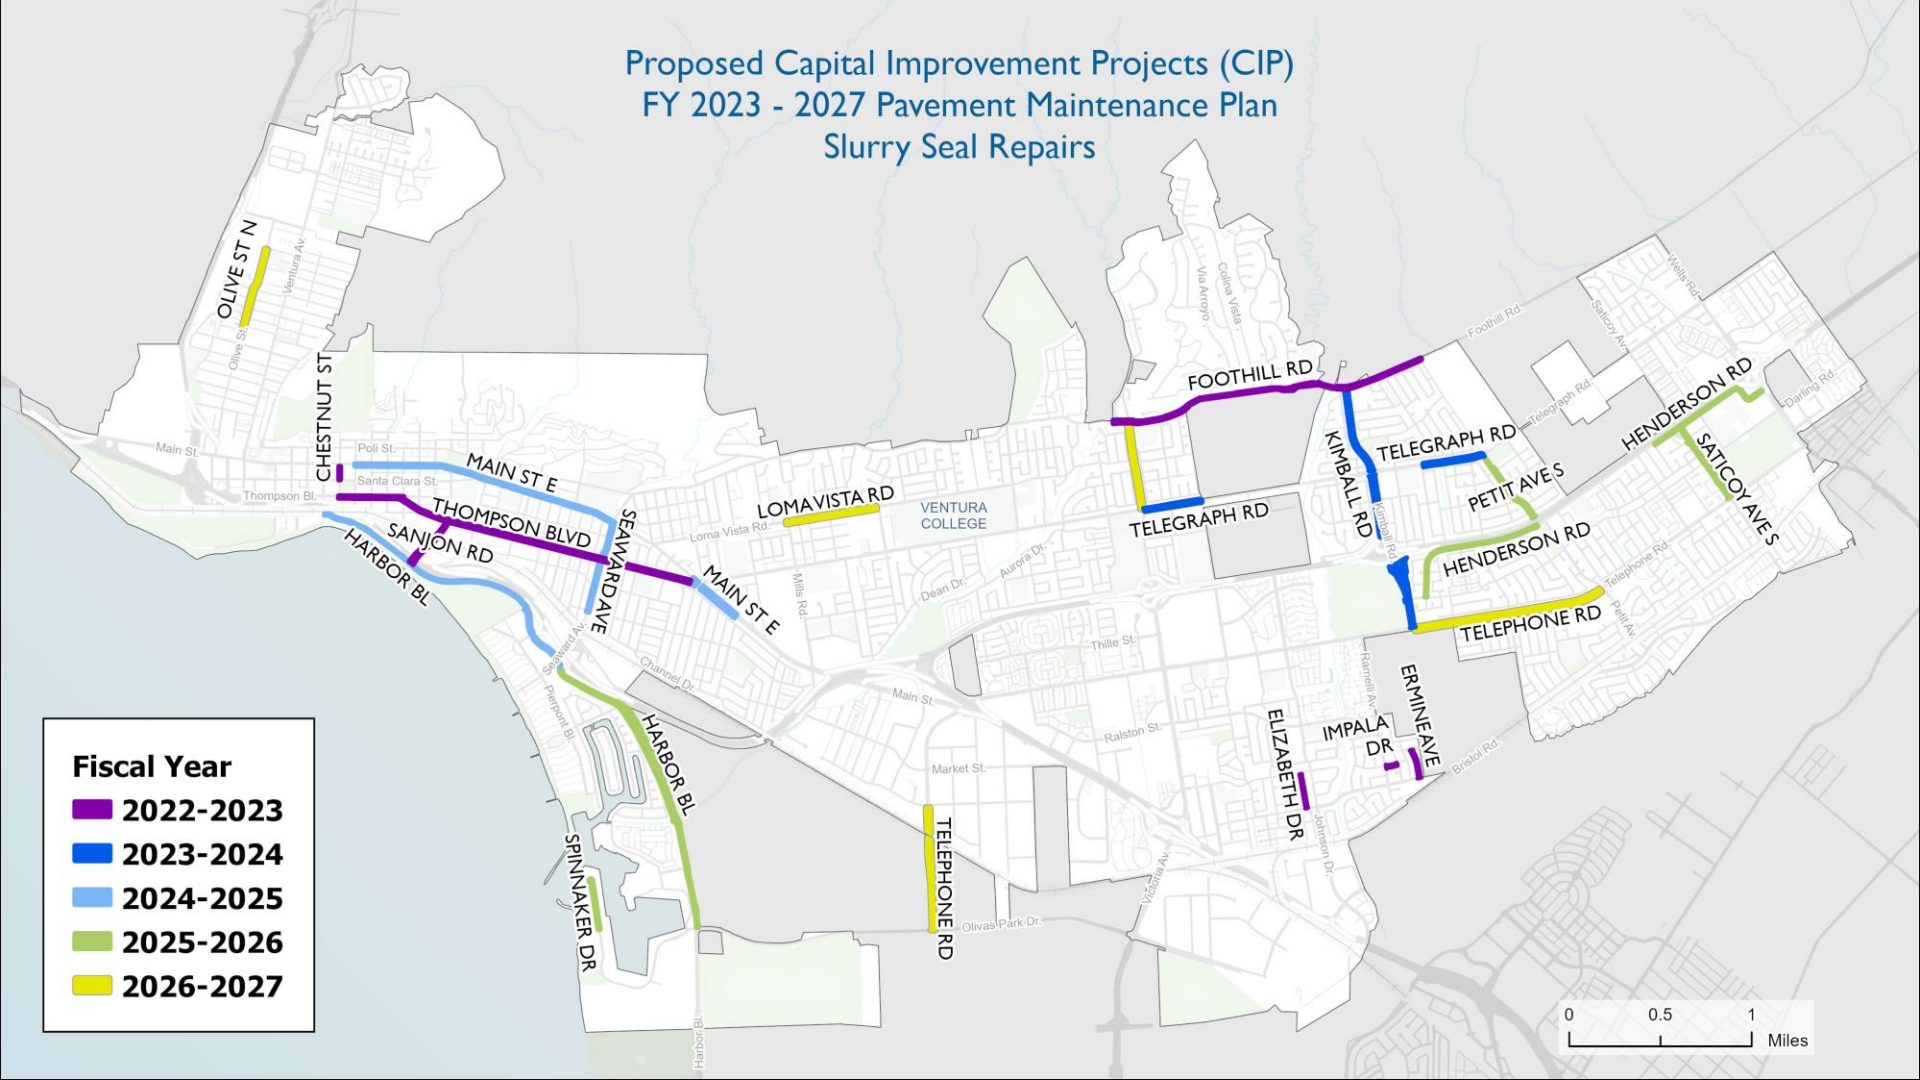 Proposed Capital Improvement Projects (CIP)
FY 2023 - 2027 Pavement Maintenance Plan
Slurry Seal Repairs
OLIVE ST N
Ventura Av.
Olive St.
CHESTNUT ST
Main St.
Poli St.
Santa Clara St.
Thompson Bl.
MAIN ST E
THOMPSON BLVD
SANJON RD
HARBOR BL
SEAWARD AVE
MAIN ST E
Seaward Av.
Pierpont Bl.
Channel Dr.
HARBOR BL
SPINNAKER DR
Harbor Bl.
LOMA VISTA RD
Loma Vista Rd.
VENTURA
COLLEGE
Mills Rd.
Dean Dr.
Aurora Dr.
Thille St.
Main St.
Ralston St.
Market St.
TELEPHONE RD
Olivas Park Dr.
Victoria Av.
Via Arroyo
Colina Vista
FOOTHILL RD
Foothill Rd.
TELEGRAPH RD
KIMBALL RD
Kimball Rd.
TELEGRAPH RD
Telegraph Rd.
PETIT AVE S
HENDERSON RD
TELEPHONE RD
Telephone Rd.
Petit Av.
Saticoy Av.
Wells Rd.
HENDERSON RD
Darling Rd.
SATICOY AVE S
Ramelli Av.
ERMINE AVE
IMPALA
DR
ELIZABETH DR
Johnson Dr.
Bristol Rd.
Fiscal Year
2022-2023
2023-2024
2024-2025
2025-2026
2026-2027
0 0.5 1
Miles